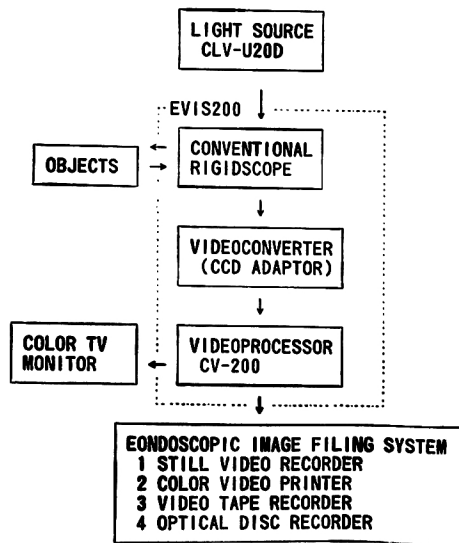 LIGHT SOURCE
CLV-U20D
EVIS200
CONVENTIONAL
RIGIDSCOPE
OBJECTS
VIDEOCONVERTER
(CCD ADAPTOR)
VIDEOPROCESSOR
CV-200
COLOR TV
MONITOR
EONDOSCOPIC IMAGE FILING SYSTEM
1 STILL VIDEO RECORDER
2 COLOR VIDEO PRINTER
3 VIDEO TAPE RECORDER
4 OPTICAL DISC RECORDER